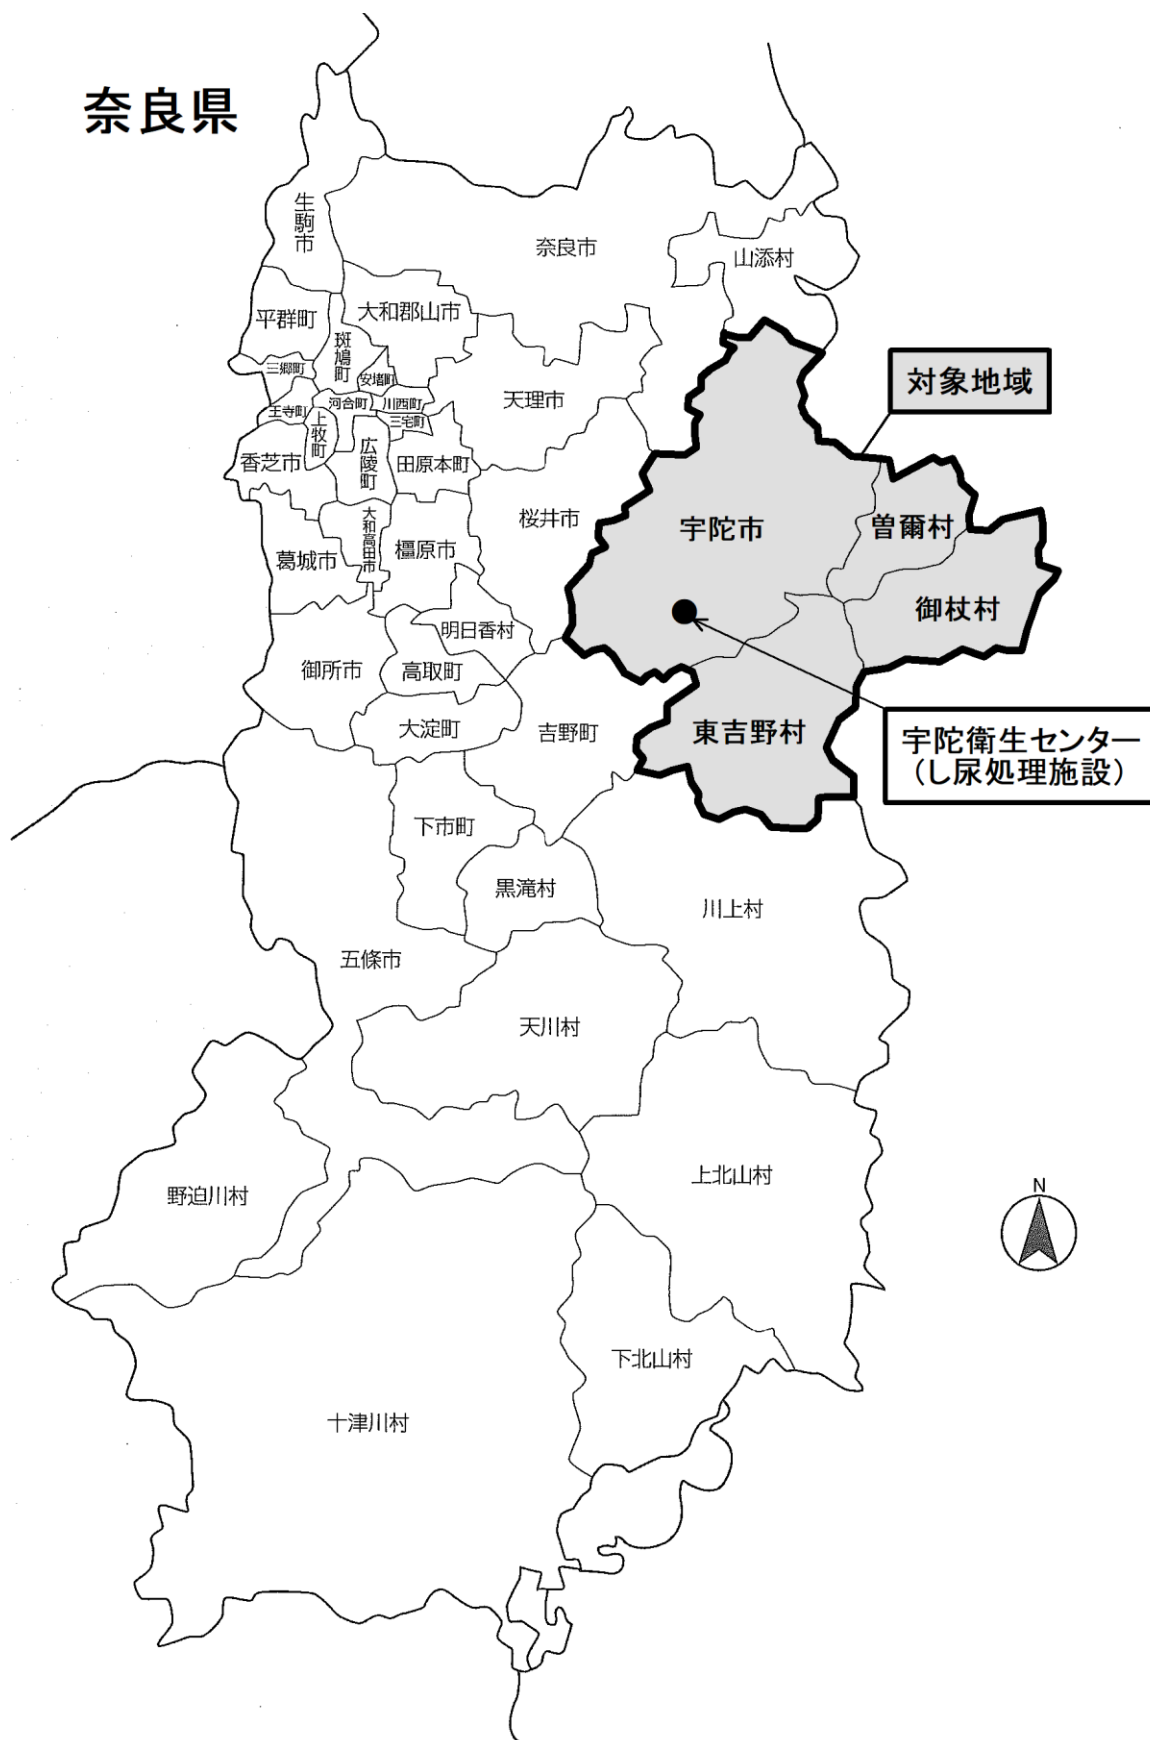 奈良県
生駒市
奈良市
山添村
平群町
大和郡山市
斑鳩町
三郷町
安堵町
対象地域
天理市
王寺町
河合町
川西町
上牧町
三宅町
香芝市
広陵町
田原本町
桜井市
宇陀市
曽爾村
大和高田市
葛城市
橿原市
御杖村
明日香村
御所市
高取町
大淀町
吉野町
東吉野村
宇陀衛生センター
(し尿処理施設)
下市町
黒滝村
川上村
五條市
天川村
野迫川村
上北山村
N
下北山村
十津川村